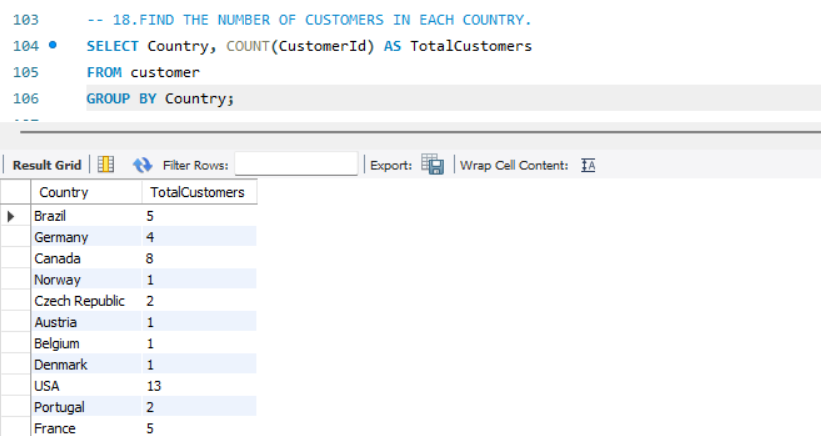 103 -- 18.FIND THE NUMBER OF CUSTOMERS IN EACH COUNTRY.
104 SELECT Country, COUNT(CustomerId) AS TotalCustomers
105 FROM customer
106 GROUP BY Country;
Result Grid Filter Rows: Export: Wrap Cell Content:
Country TotalCustomers
Brazil 5
Germany 4
Canada 8
Norway 1
Czech Republic 2
Austria 1
Belgium 1
Denmark 1
USA 13
Portugal 2
France 5